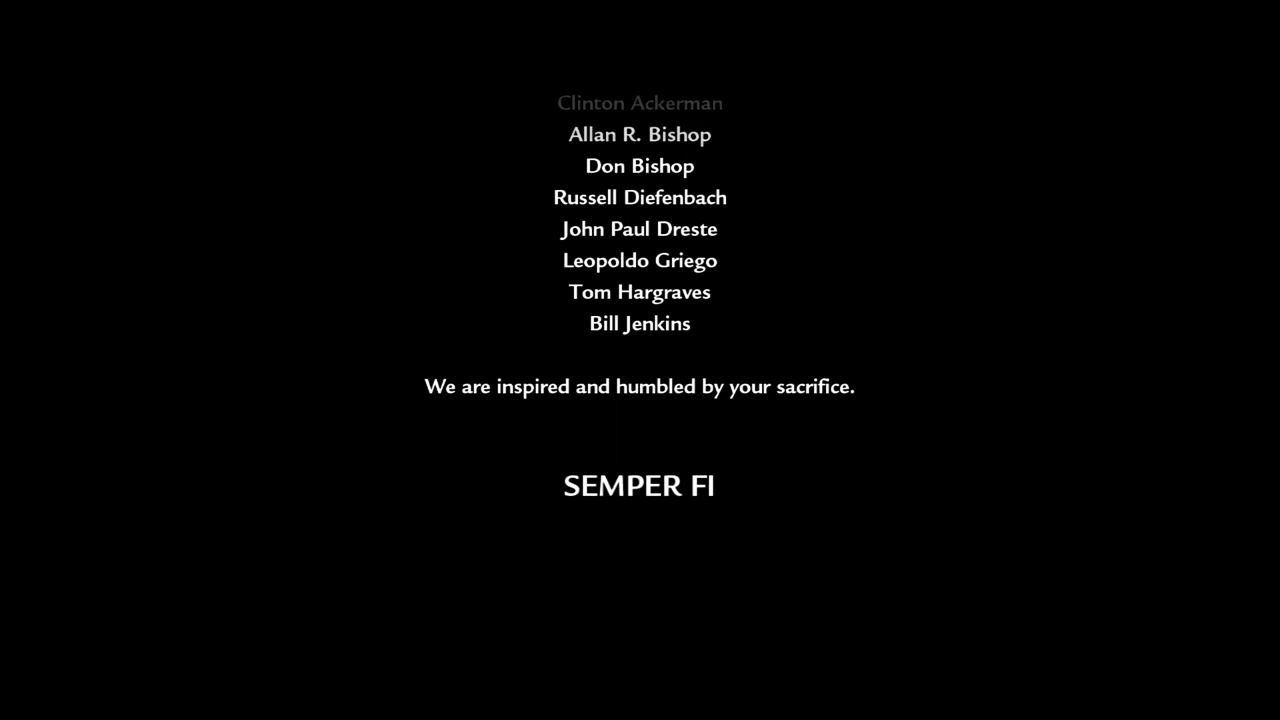 Clinton Ackerman
Allan R. Bishop
Don Bishop
Russell Diefenbach
John Paul Dreste
Leopoldo Griego
Tom Hargraves
Bill Jenkins
We are inspired and humbled by your sacrifice.
SEMPER FI